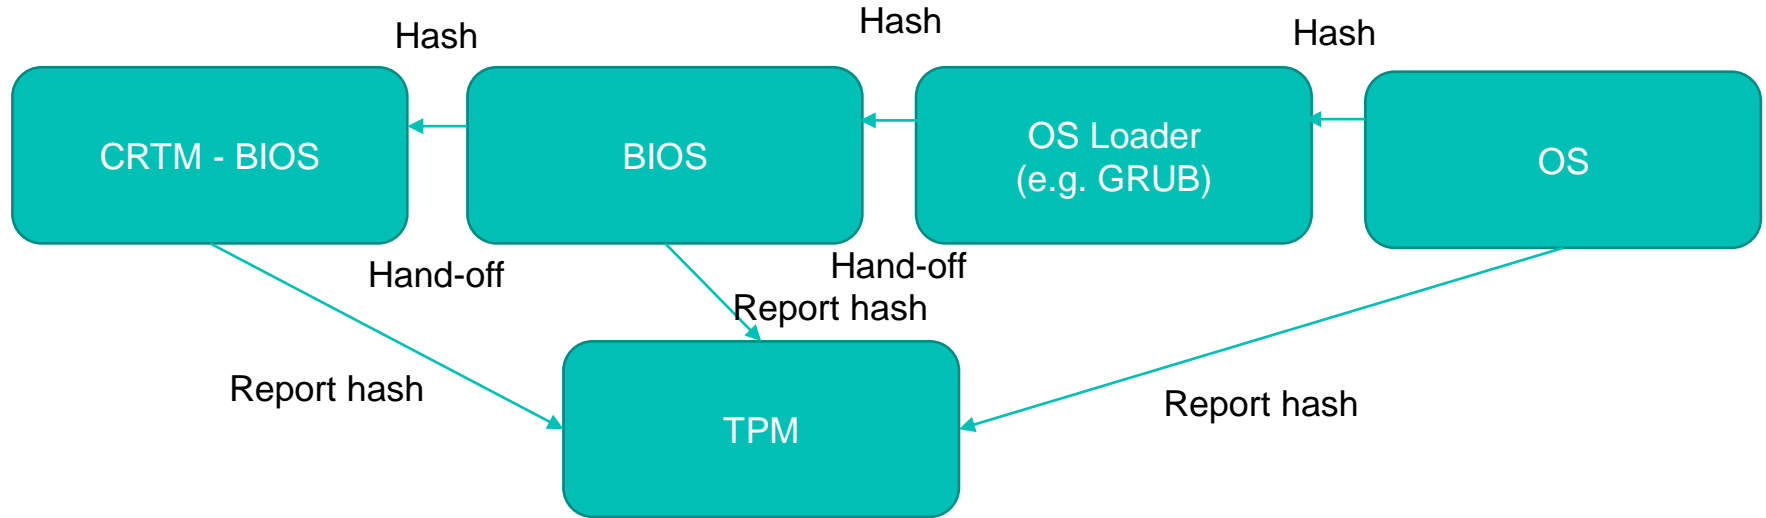 Hash
Hash
Hash
CRTM - BIOS
BIOS
OS Loader
(e.g. GRUB)
OS
Hand-off
Hand-off
Report hash
Report hash
Report hash
TPM